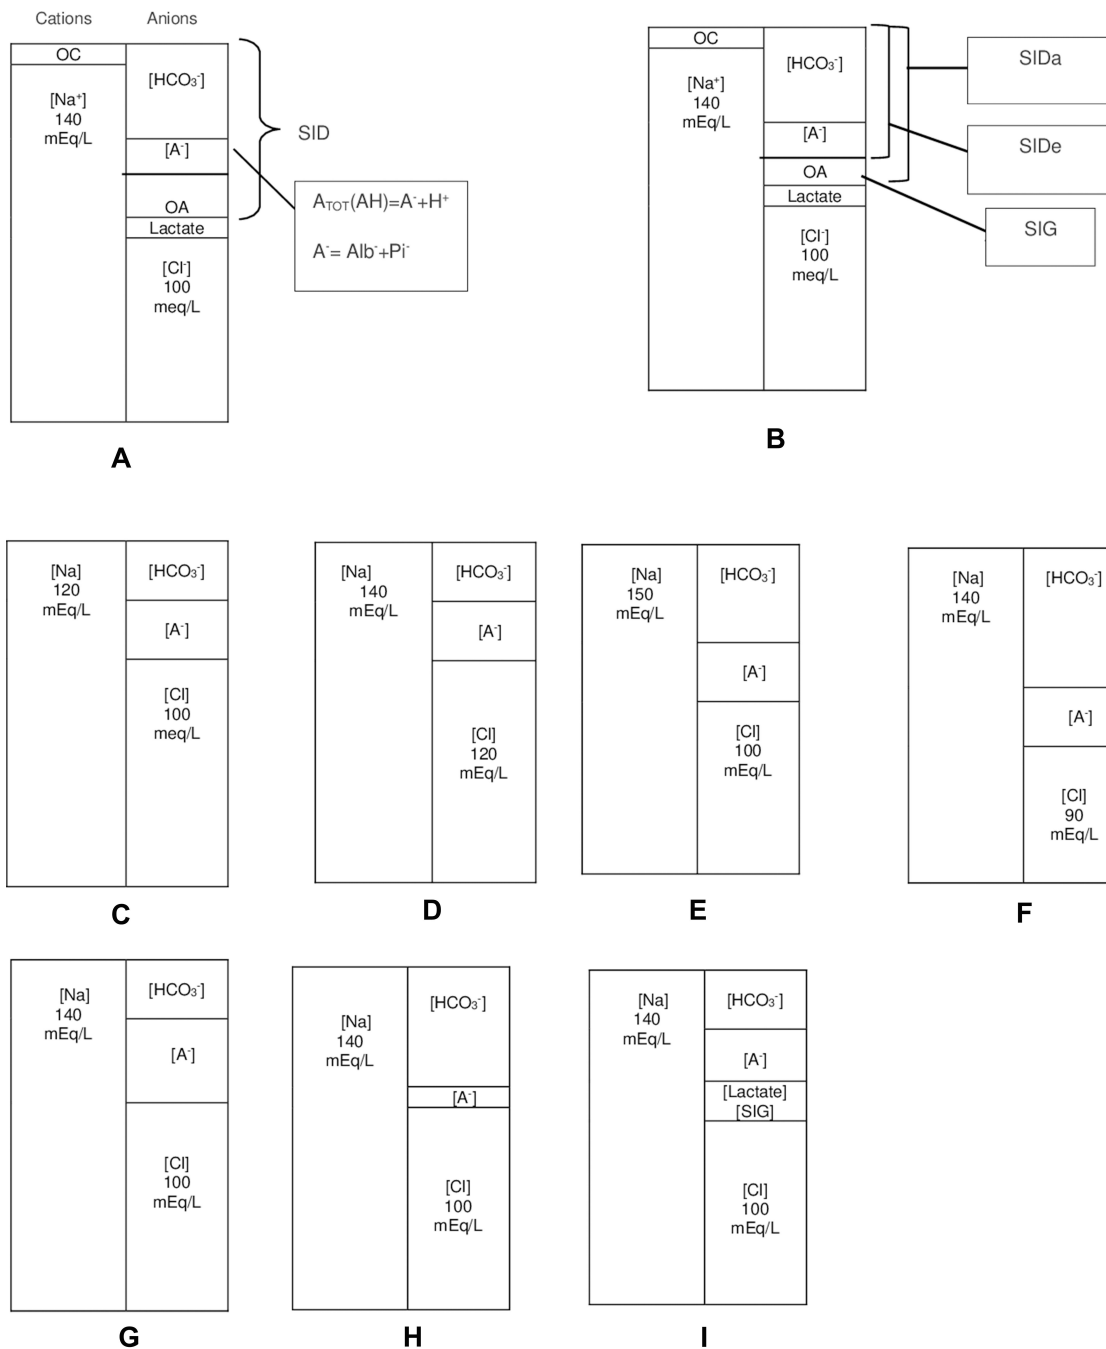 Cations Anions
OC
[HCO₃⁻]
[Na⁺]
140
mEq/L
[A⁻]
OA
Lactate
[Cl⁻]
100
meq/L
SID
A_TOT(AH)=A⁻+H⁺
A⁻= Alb⁻+Pi⁻
A
OC
[HCO₃⁻]
[Na⁺]
140
mEq/L
[A⁻]
OA
Lactate
[Cl⁻]
100
meq/L
SIDa
SIDe
SIG
B
[Na]
120
mEq/L
[HCO₃⁻]
[A⁻]
[Cl]
100
meq/L
C
[Na]
140
mEq/L
[HCO₃⁻]
[A⁻]
[Cl]
120
mEq/L
D
[Na]
150
mEq/L
[HCO₃⁻]
[A⁻]
[Cl]
100
mEq/L
E
[Na]
140
mEq/L
[HCO₃⁻]
[A⁻]
[Cl]
90
mEq/L
F
[Na]
140
mEq/L
[HCO₃⁻]
[A⁻]
[Cl]
100
mEq/L
G
[Na]
140
mEq/L
[HCO₃⁻]
[A⁻]
[Cl]
100
mEq/L
H
[Na]
140
mEq/L
[HCO₃⁻]
[A⁻]
[Lactate]
[SIG]
[Cl]
100
mEq/L
I